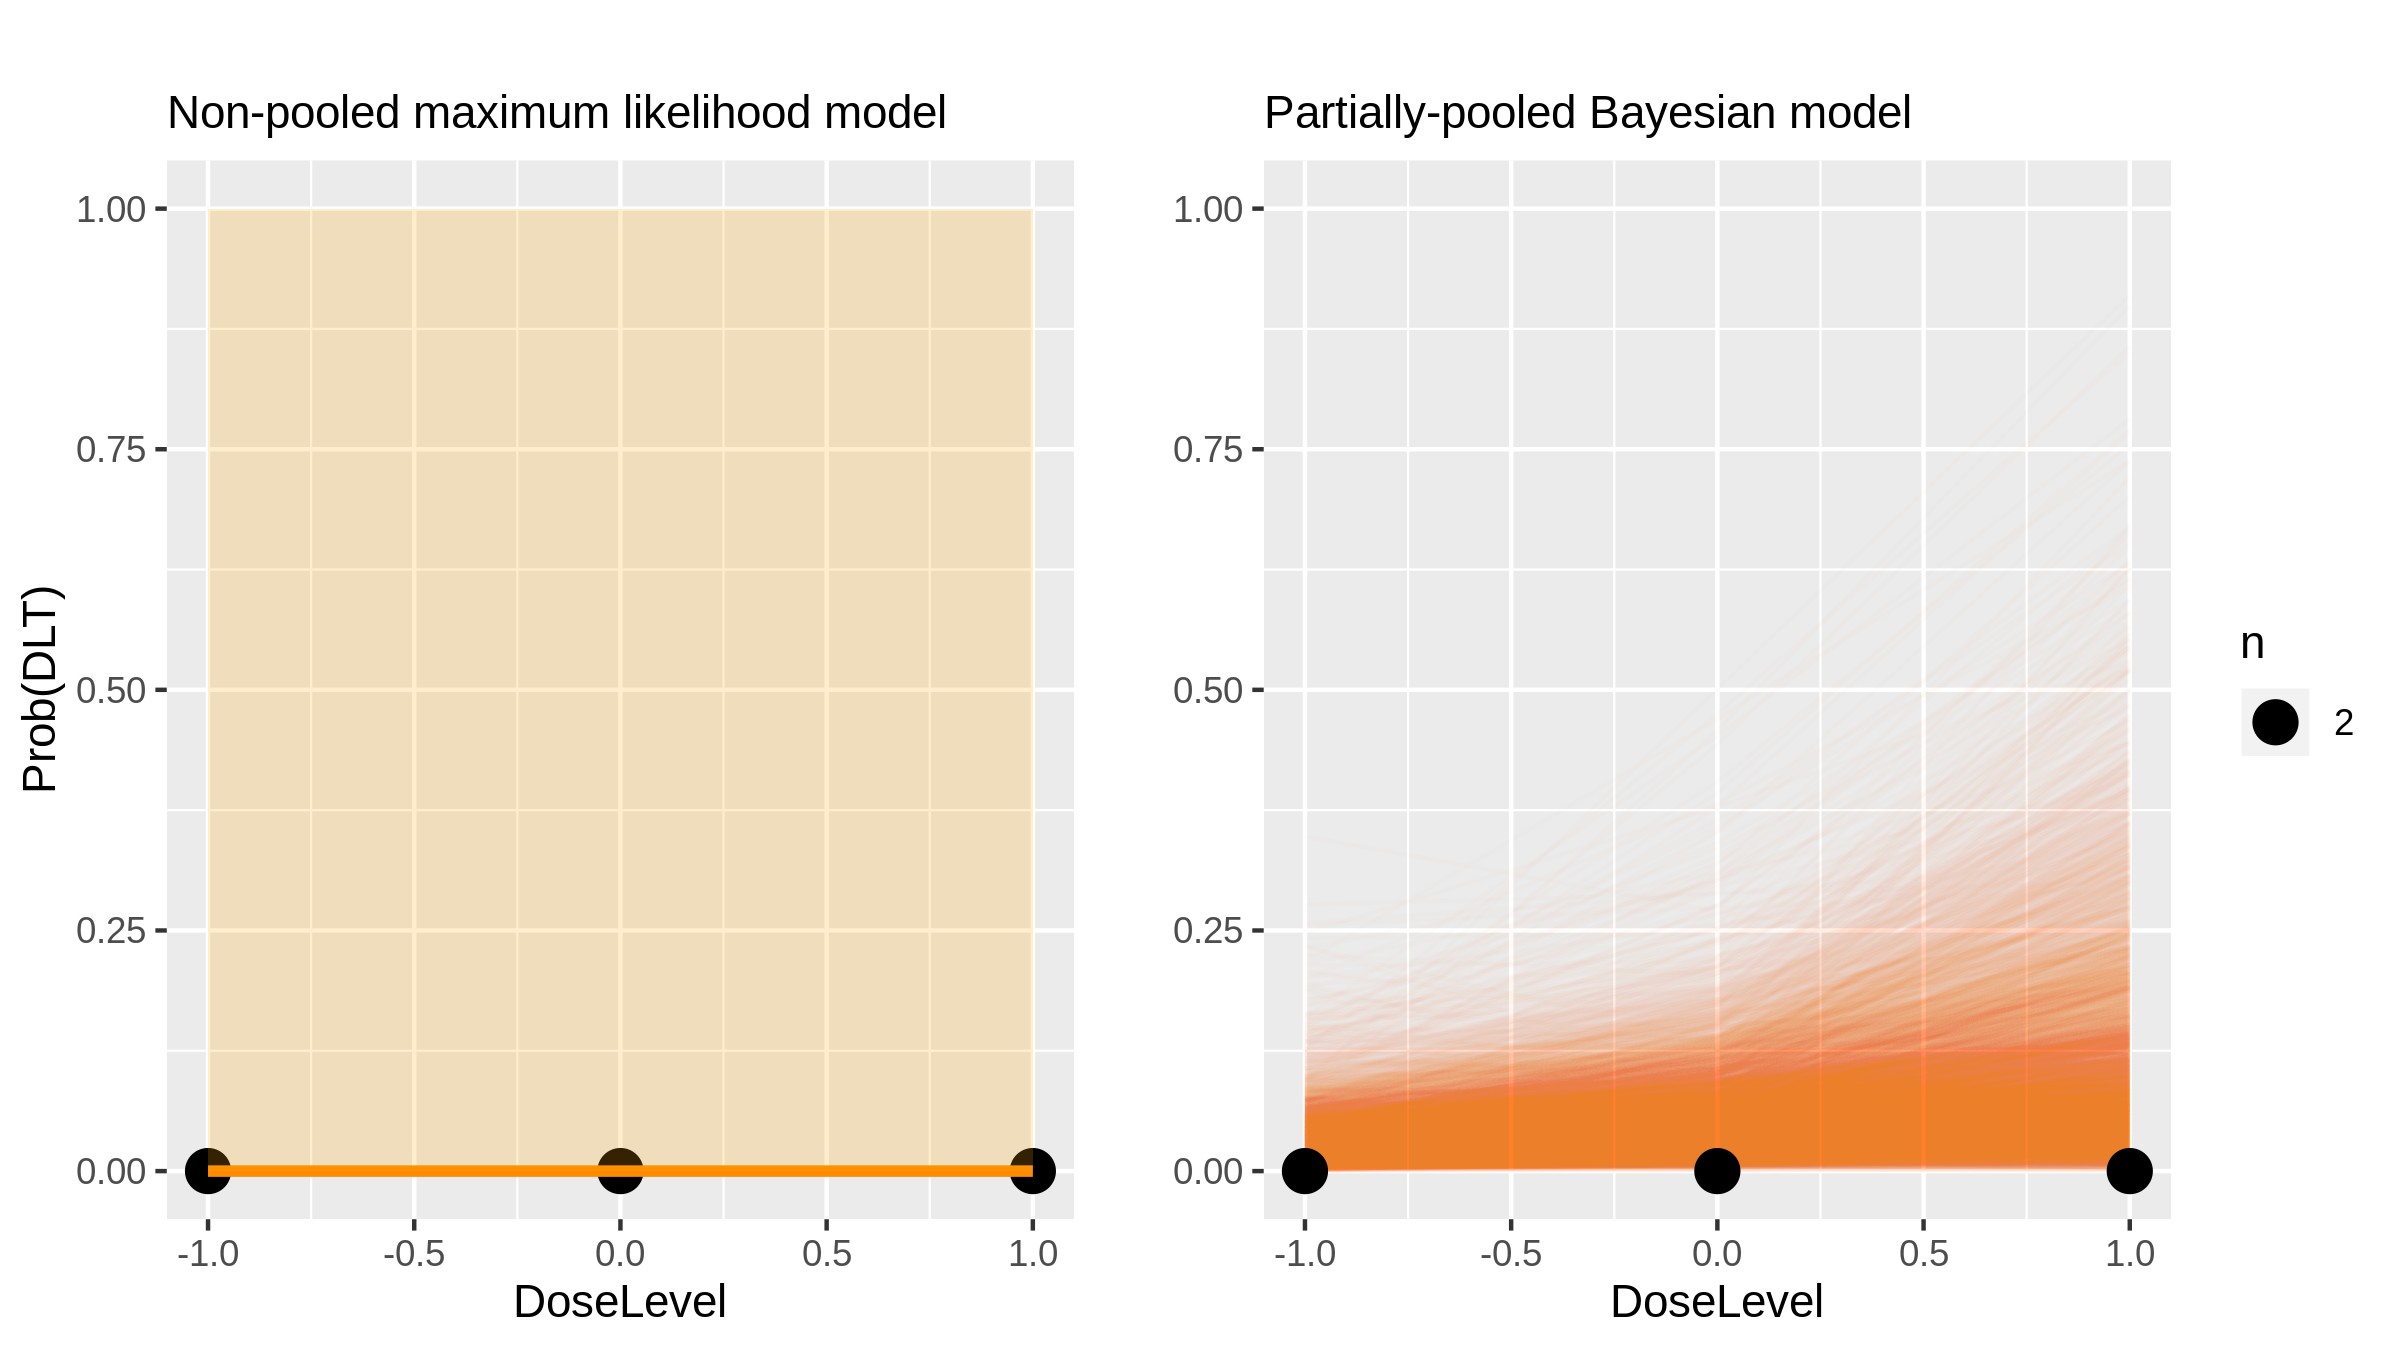 Non-pooled maximum likelihood model
Prob(DLT)
1.00
0.75
0.50
0.25
0.00
-1.0 -0.5 0.0 0.5 1.0
DoseLevel
Partially-pooled Bayesian model
1.00
0.75
0.50
0.25
0.00
-1.0 -0.5 0.0 0.5 1.0
DoseLevel
n
2